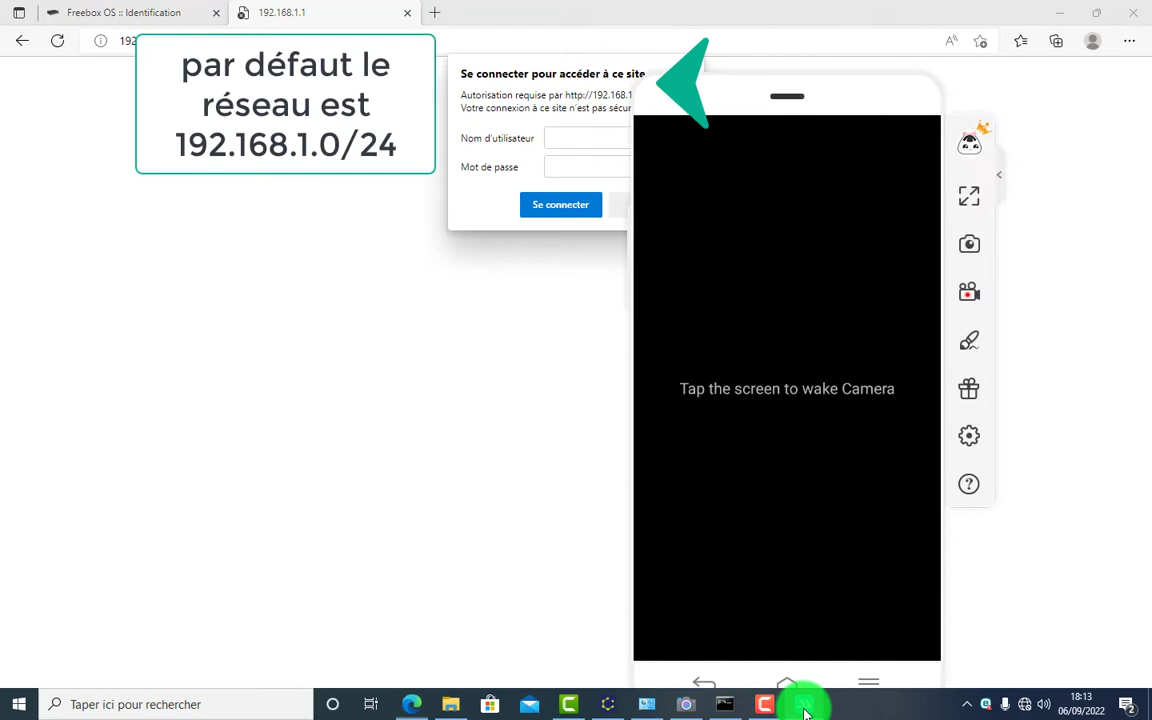 Freebox OS :: Identification
192.168.1.1
par défaut le
réseau est
192.168.1.0/24
Se connecter pour accéder à ce site
Autorisation requise par http://192.168.1
Votre connexion à ce site n'est pas sécur
Nom d'utilisateur
Mot de passe
Se connecter
Tap the screen to wake Camera
Taper ici pour rechercher
18:13
06/09/2022
2